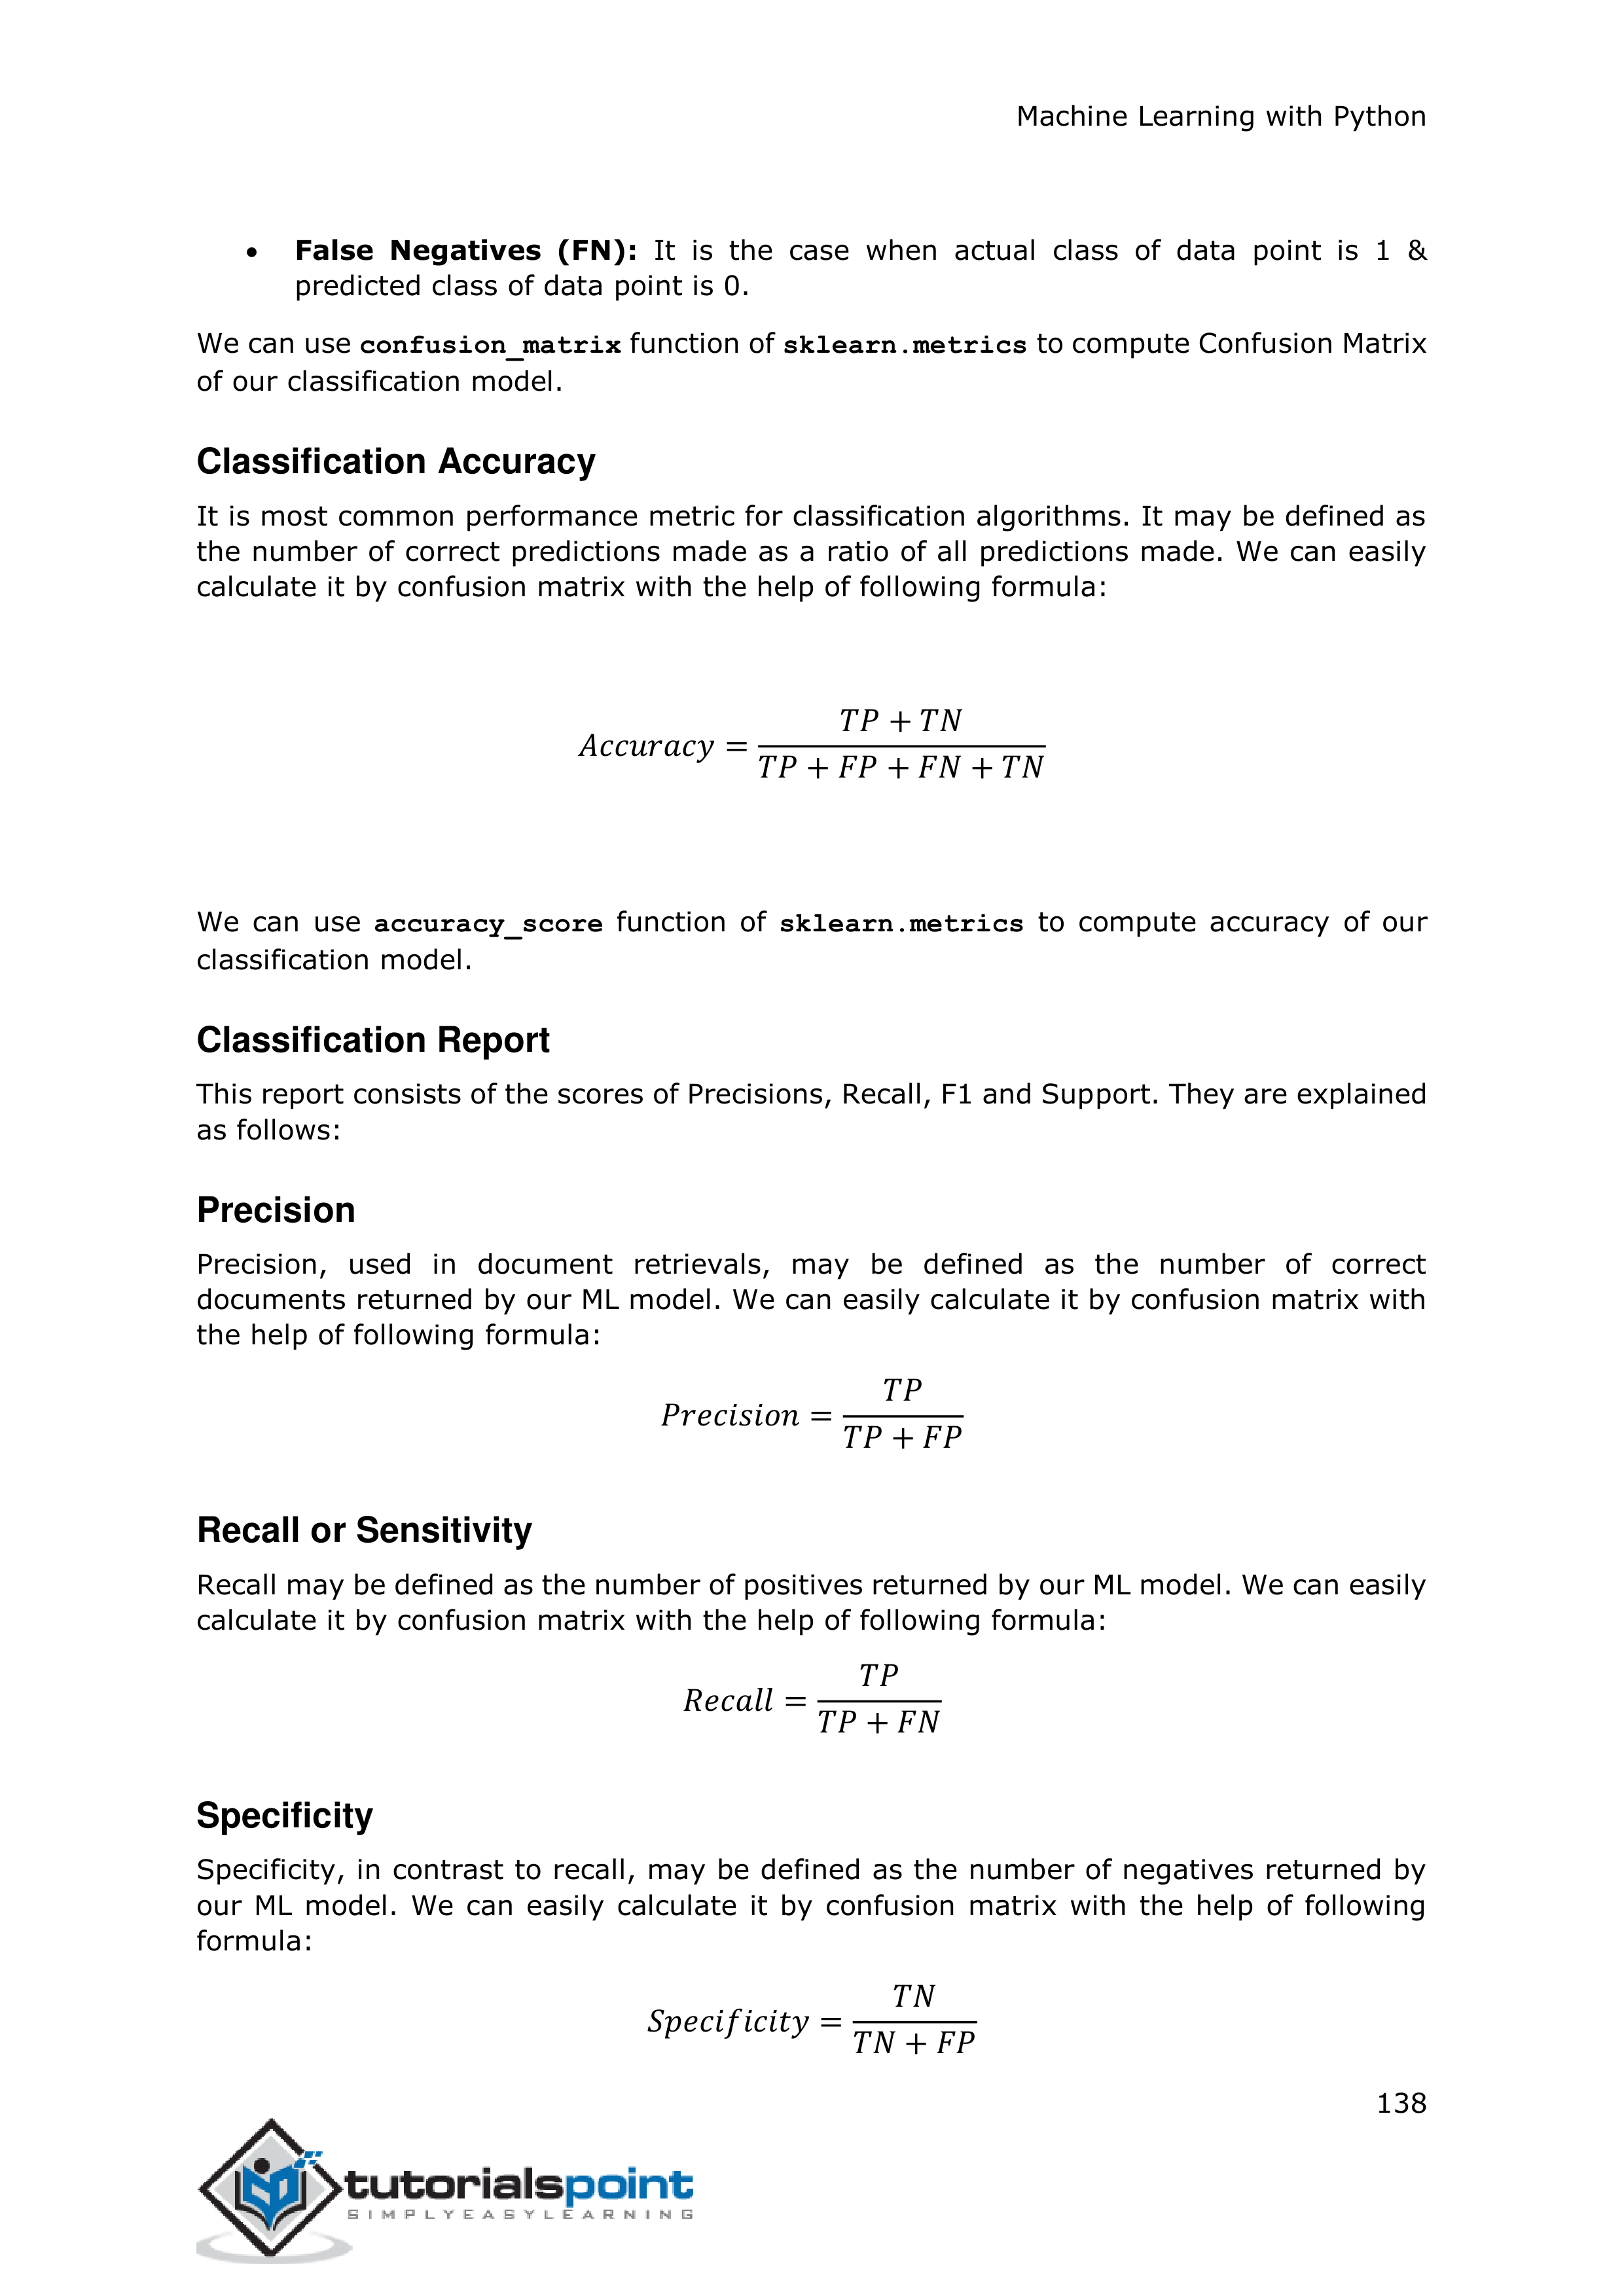 Machine Learning with Python
• False Negatives (FN): It is the case when actual class of data point is 1 &
predicted class of data point is 0.
We can use confusion_matrix function of sklearn.metrics to compute Confusion Matrix
of our classification model.
Classification Accuracy
It is most common performance metric for classification algorithms. It may be defined as
the number of correct predictions made as a ratio of all predictions made. We can easily
calculate it by confusion matrix with the help of following formula:
TP + TN
Accuracy =
TP + FP + FN + TN
We can use accuracy_score function of sklearn.metrics to compute accuracy of our
classification model.
Classification Report
This report consists of the scores of Precisions, Recall, F1 and Support. They are explained
as follows:
Precision
Precision, used in document retrievals, may be defined as the number of correct
documents returned by our ML model. We can easily calculate it by confusion matrix with
the help of following formula:
TP
Precision =
TP + FP
Recall or Sensitivity
Recall may be defined as the number of positives returned by our ML model. We can easily
calculate it by confusion matrix with the help of following formula:
TP
Recall =
TP + FN
Specificity
Specificity, in contrast to recall, may be defined as the number of negatives returned by
our ML model. We can easily calculate it by confusion matrix with the help of following
formula:
TN
Specificity =
TN + FP
138
tutorialspoint
SIMPLYEASYLEARNING